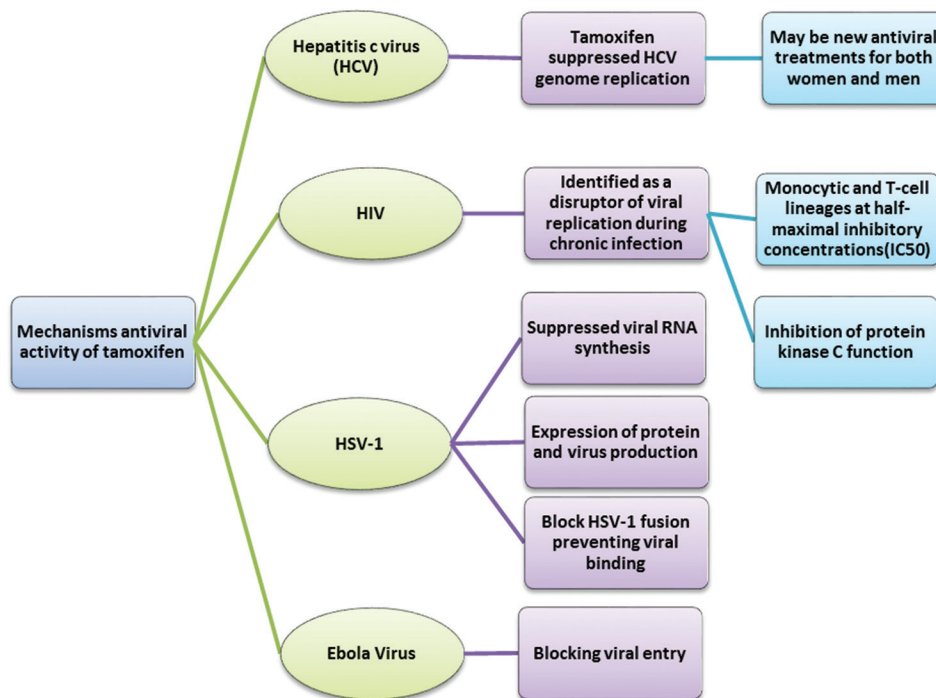 Mechanisms antiviral
activity of tamoxifen
Hepatitis c virus
(HCV)
Tamoxifen
suppressed HCV
genome replication
May be new antiviral
treatments for both
women and men
HIV
Identified as a
disruptor of viral
replication during
chronic infection
Monocytic and T-cell
lineages at half-
maximal inhibitory
concentrations(IC50)
Inhibition of protein
kinase C function
HSV-1
Suppressed viral RNA
synthesis
Expression of protein
and virus production
Block HSV-1 fusion
preventing viral
binding
Ebola Virus
Blocking viral entry